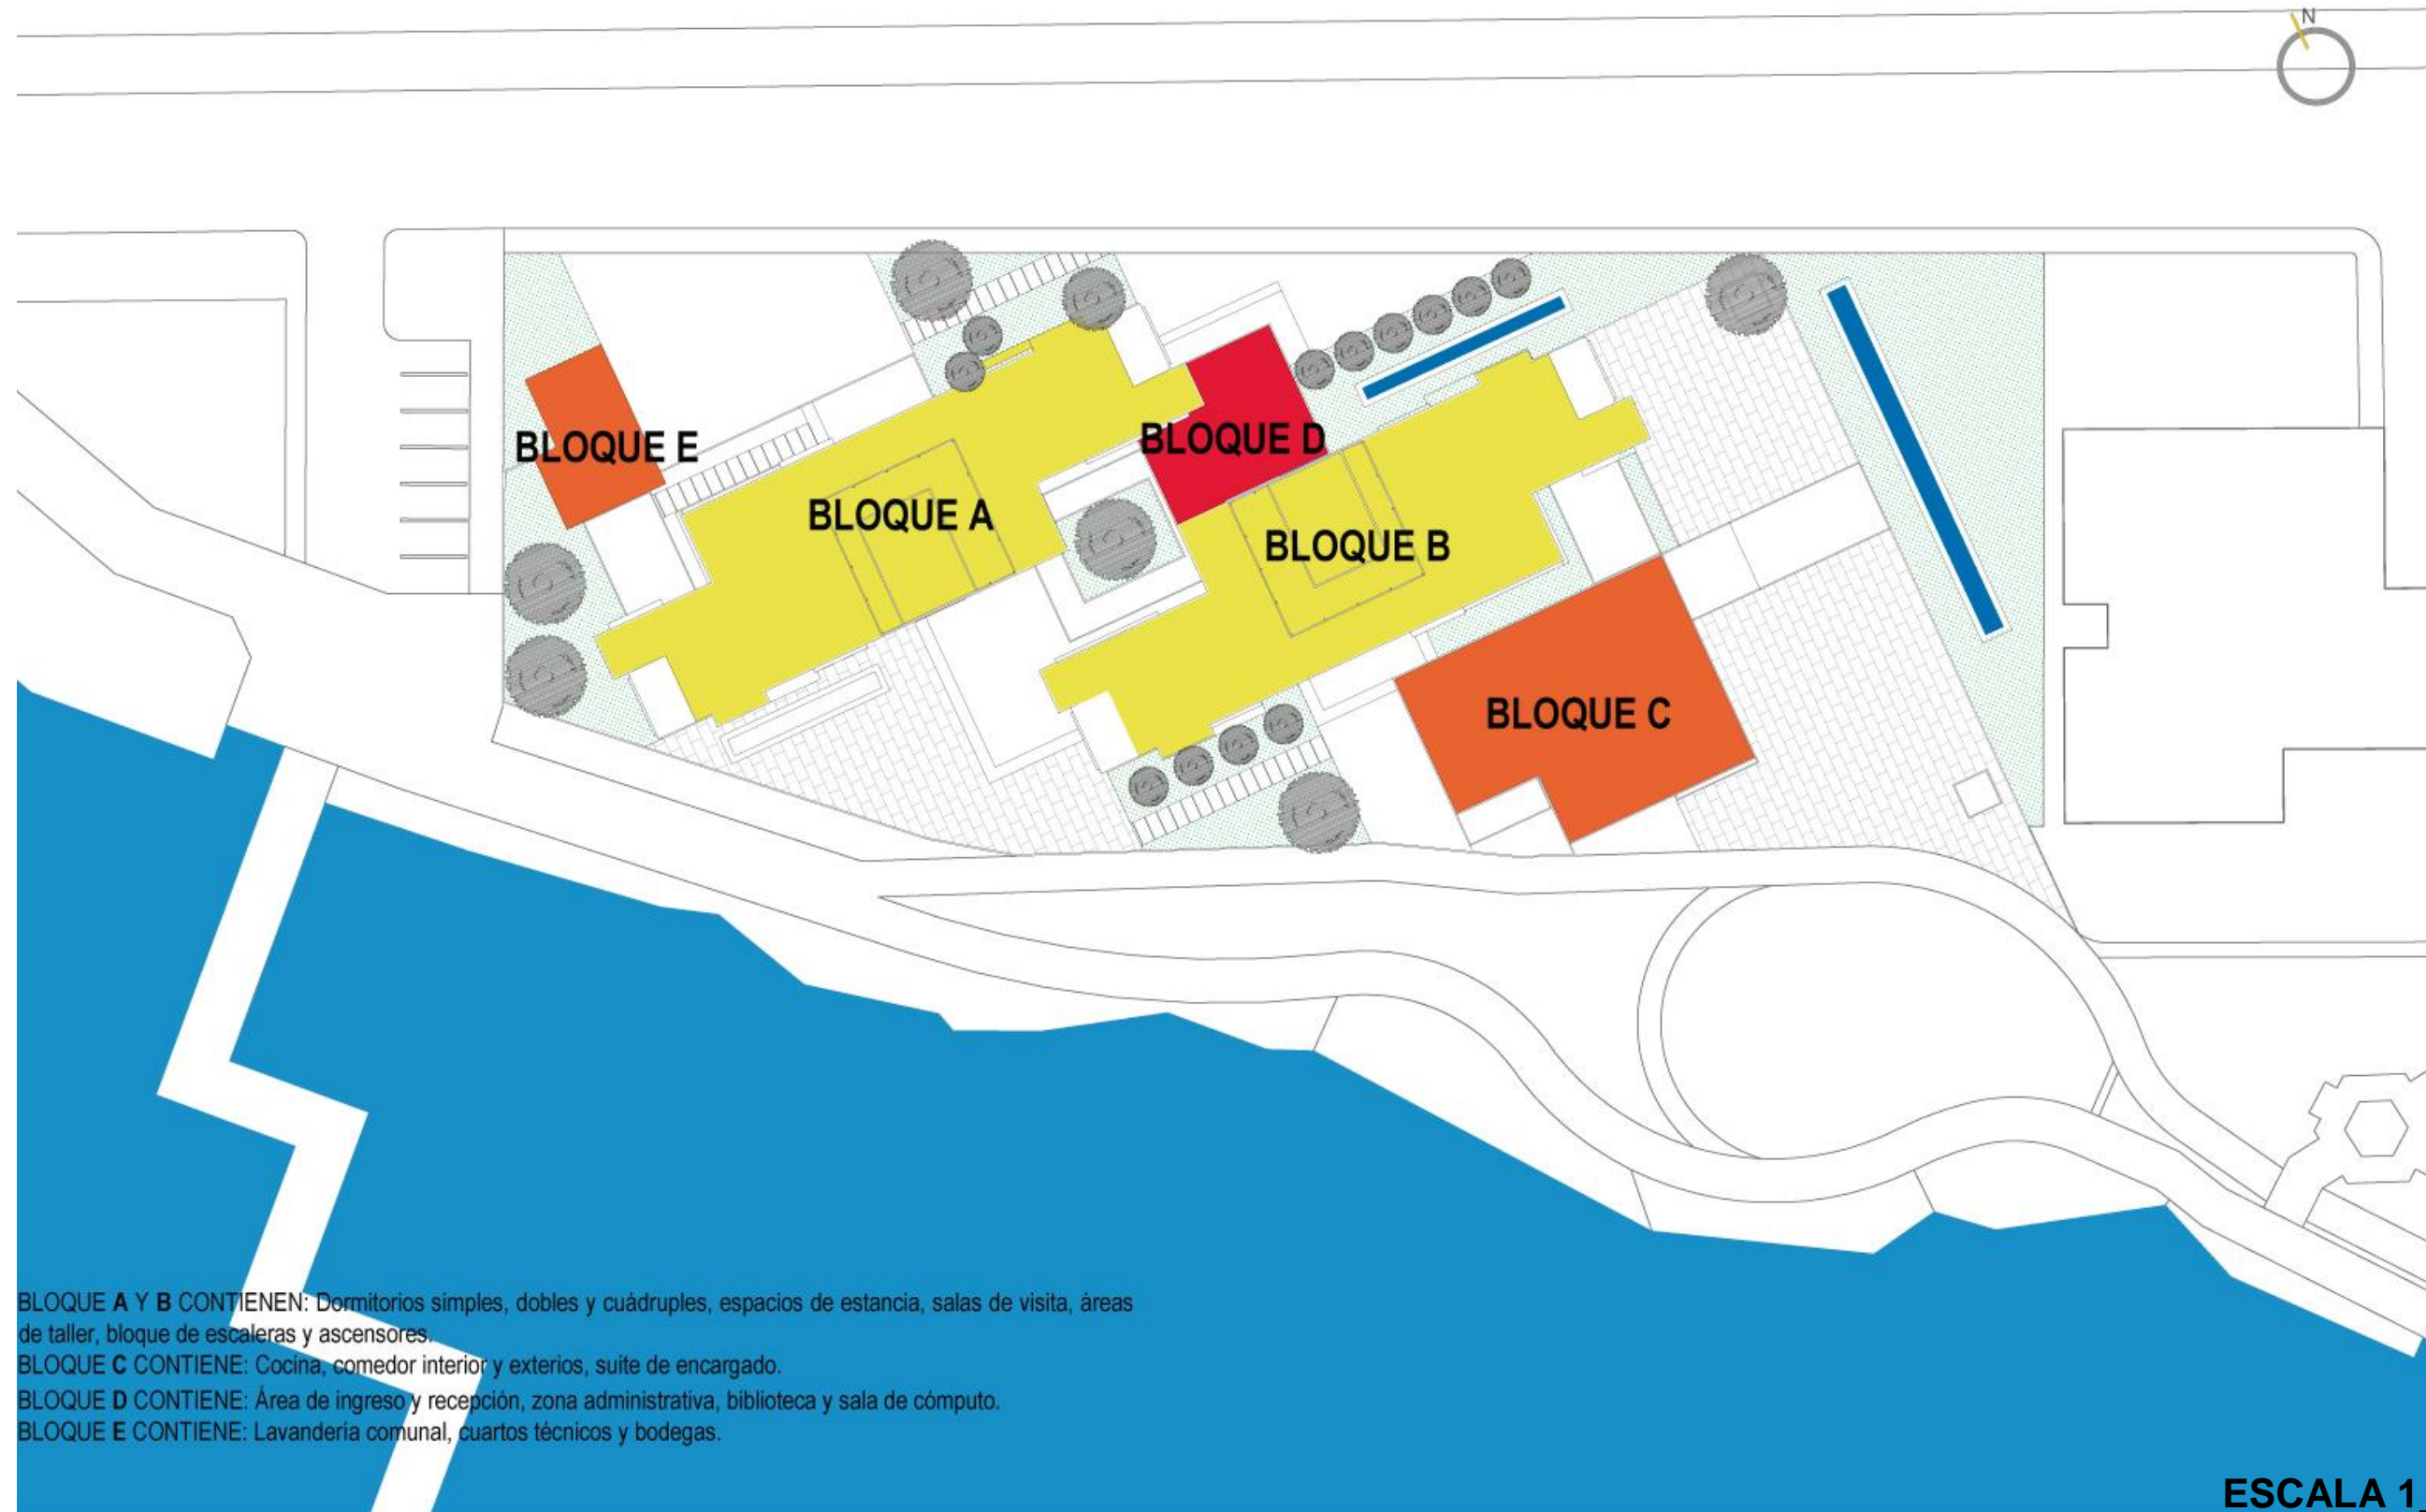 N
BLOQUE E
BLOQUE D
BLOQUE A
BLOQUE B
BLOQUE C
BLOQUE A Y B CONTIENEN: Dormitorios simples, dobles y cuádruples, espacios de estancia, salas de visita, áreas
de taller, bloque de escaleras y ascensores.
BLOQUE C CONTIENE: Cocina, comedor interior y exterios, suite de encargado.
BLOQUE D CONTIENE: Área de ingreso y recepción, zona administrativa, biblioteca y sala de cómputo.
BLOQUE E CONTIENE: Lavandería comunal, cuartos técnicos y bodegas.
ESCALA 1_